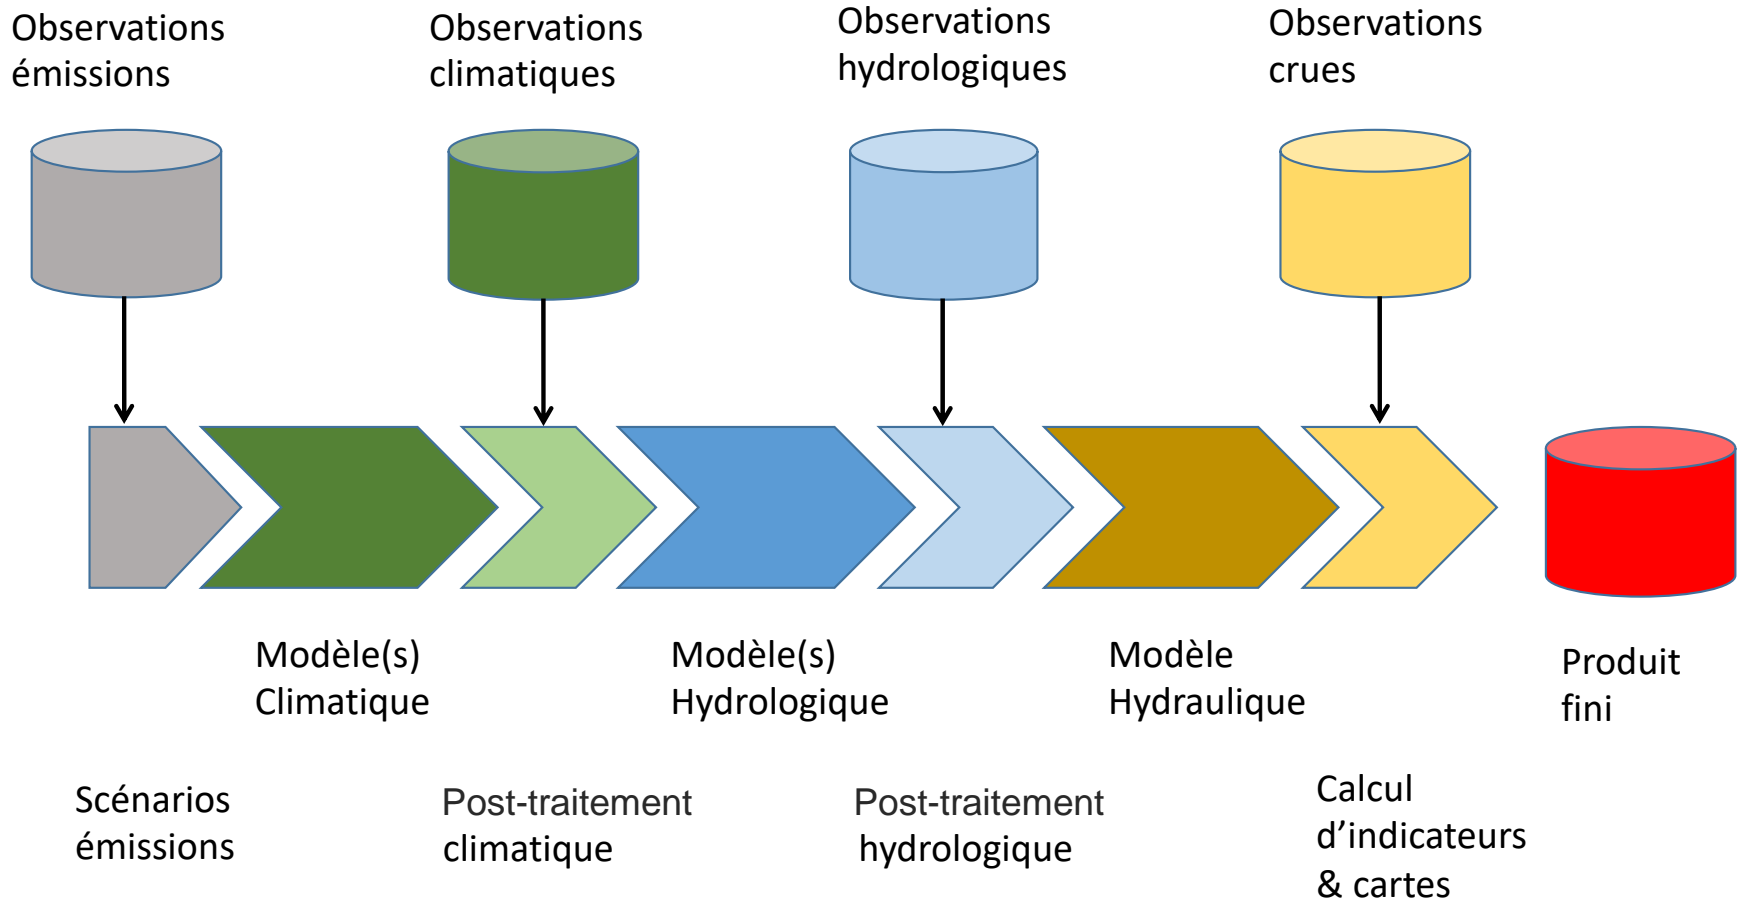 Observations
émissions
Observations
climatiques
Observations
hydrologiques
Observations
crues
Modèle(s)
Climatique
Modèle(s)
Hydrologique
Modèle
Hydraulique
Produit
fini
Scénarios
émissions
Post-traitement
climatique
Post-traitement
hydrologique
Calcul
d’indicateurs
& cartes